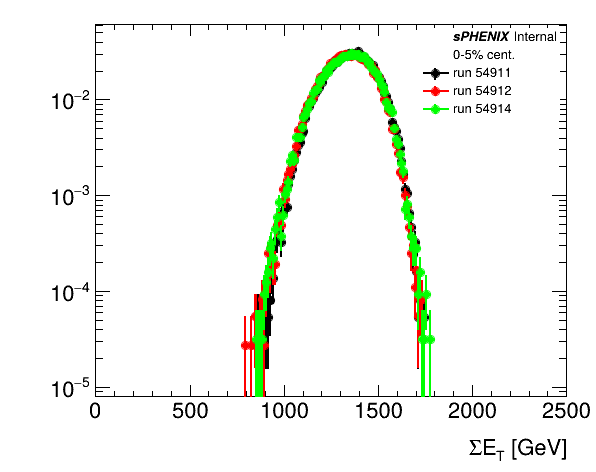 sPHENIX Internal
0-5% cent.
run 54911
run 54912
run 54914
10⁻²
10⁻³
10⁻⁴
10⁻⁵
0 500 1000 1500 2000 2500
ΣE_T [GeV]